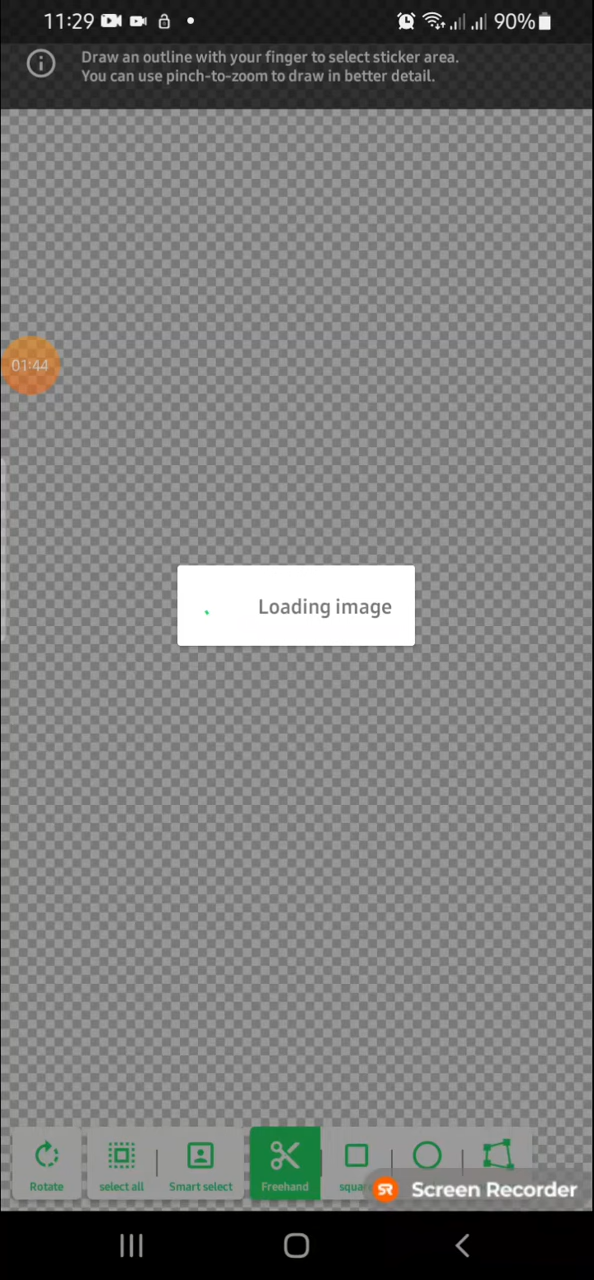 11:29
90%
Draw an outline with your finger to select sticker area.
You can use pinch-to-zoom to draw in better detail.
01:44
Loading image
Rotate
select all
Smart select
Freehand
SR
Screen Recorder